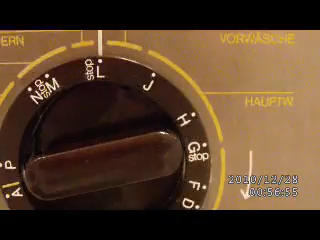 ERN
VORWÄSCHE
HAUPTW
stop
L
J
H
G
stop
F
D
A
P
N
M
2010/12/28
00:56:55